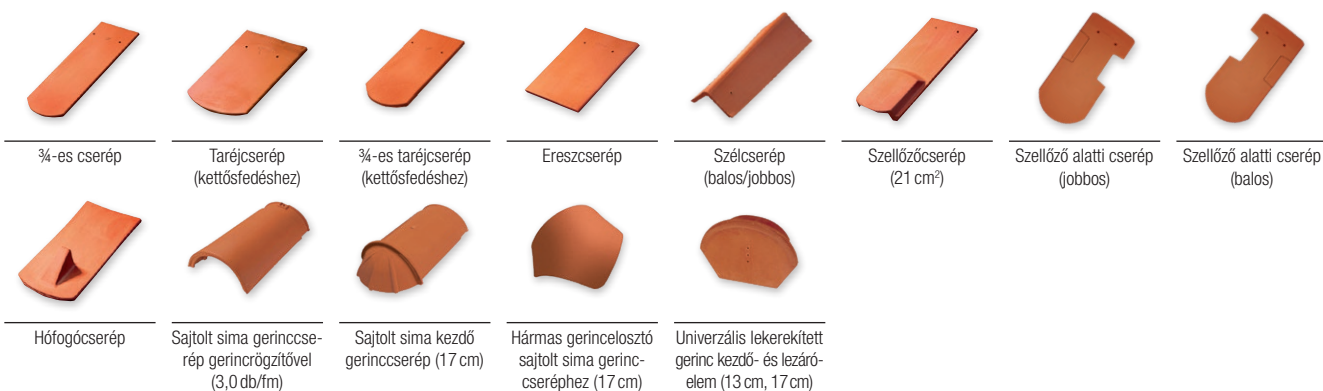 ¾-es cserép
Taréjcserép
(kettősfedéshez)
¾-es taréjcserép
(kettősfedéshez)
Ereszcserép
Szélcserép
(balos/jobbos)
Szellőzőcserép
(21 cm²)
Szellőző alatti cserép
(jobbos)
Szellőző alatti cserép
(balos)
Hófogócserép
Sajtolt sima gerinccse-
rép gerincrögzítővel
(3,0 db/fm)
Sajtolt sima kezdő
gerinccserép (17 cm)
Hármas gerincelosztó
sajtolt sima gerinc-
cseréphez (17 cm)
Univerzális lekerekített
gerinc kezdő- és lezáró-
elem (13 cm, 17 cm)